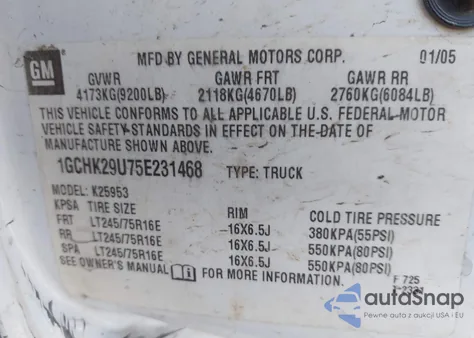 GM
MFD BY GENERAL MOTORS CORP. 01/05
GVWR GAWR FRT GAWR RR
4173KG(9200LB) 2118KG(4670LB) 2760KG(6084LB)
THIS VEHICLE CONFORMS TO ALL APPLICABLE U.S. FEDERAL MOTOR
VEHICLE SAFETY STANDARDS IN EFFECT ON THE DATE OF
MANUFACTURE SHOWN ABOVE.
1GCHK29U75E231468 TYPE: TRUCK
MODEL: K25953
KPSA TIRE SIZE RIM COLD TIRE PRESSURE
FRT LT245/75R16E 16X6.5J 380KPA(55PSI)
RR LT245/75R16E 16X6.5J 550KPA(80PSI)
SPA LT245/75R16E 16X6.5J 550KPA(80PSI)
SEE OWNER'S MANUAL FOR MORE INFORMATION.
F 725
autoSnap
Pewne auta z USA i EU